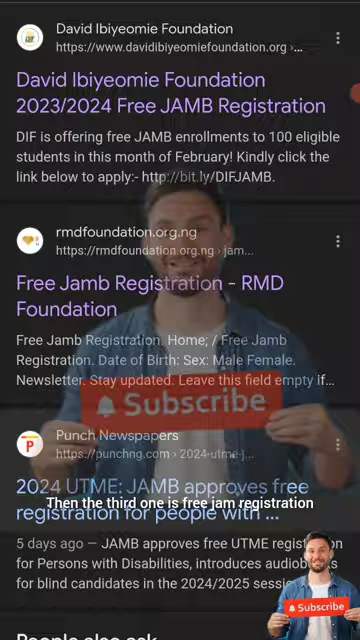 David Ibiyeomie Foundation
https://www.davidibiyeomiefoundation.org ›...
David Ibiyeomie Foundation
2023/2024 Free JAMB Registration
DIF is offering free JAMB enrollments to 100 eligible
students in this month of February! Kindly click the
link below to apply:- http://bit.ly/DIFJAMB.
rmdfoundation.org.ng
https://rmdfoundation.org.ng › jam...
Free Jamb Registration - RMD
Foundation
Free Jamb Registration. Home; / Free Jamb
Registration. Date of Birth: Sex: Male Female.
Newsletter. Stay updated. Leave this field empty if...
Subscribe
P
Punch Newspapers
https://punchng.com › 2024-utme-j...
2024 UTME: JAMB approves free
Then the third one is free jam registration
registration for people with ...
5 days ago — JAMB approves free UTME
for Persons with Disabilities, introduces
for blind candidates in the 2024/2025
Subscribe
People also ask